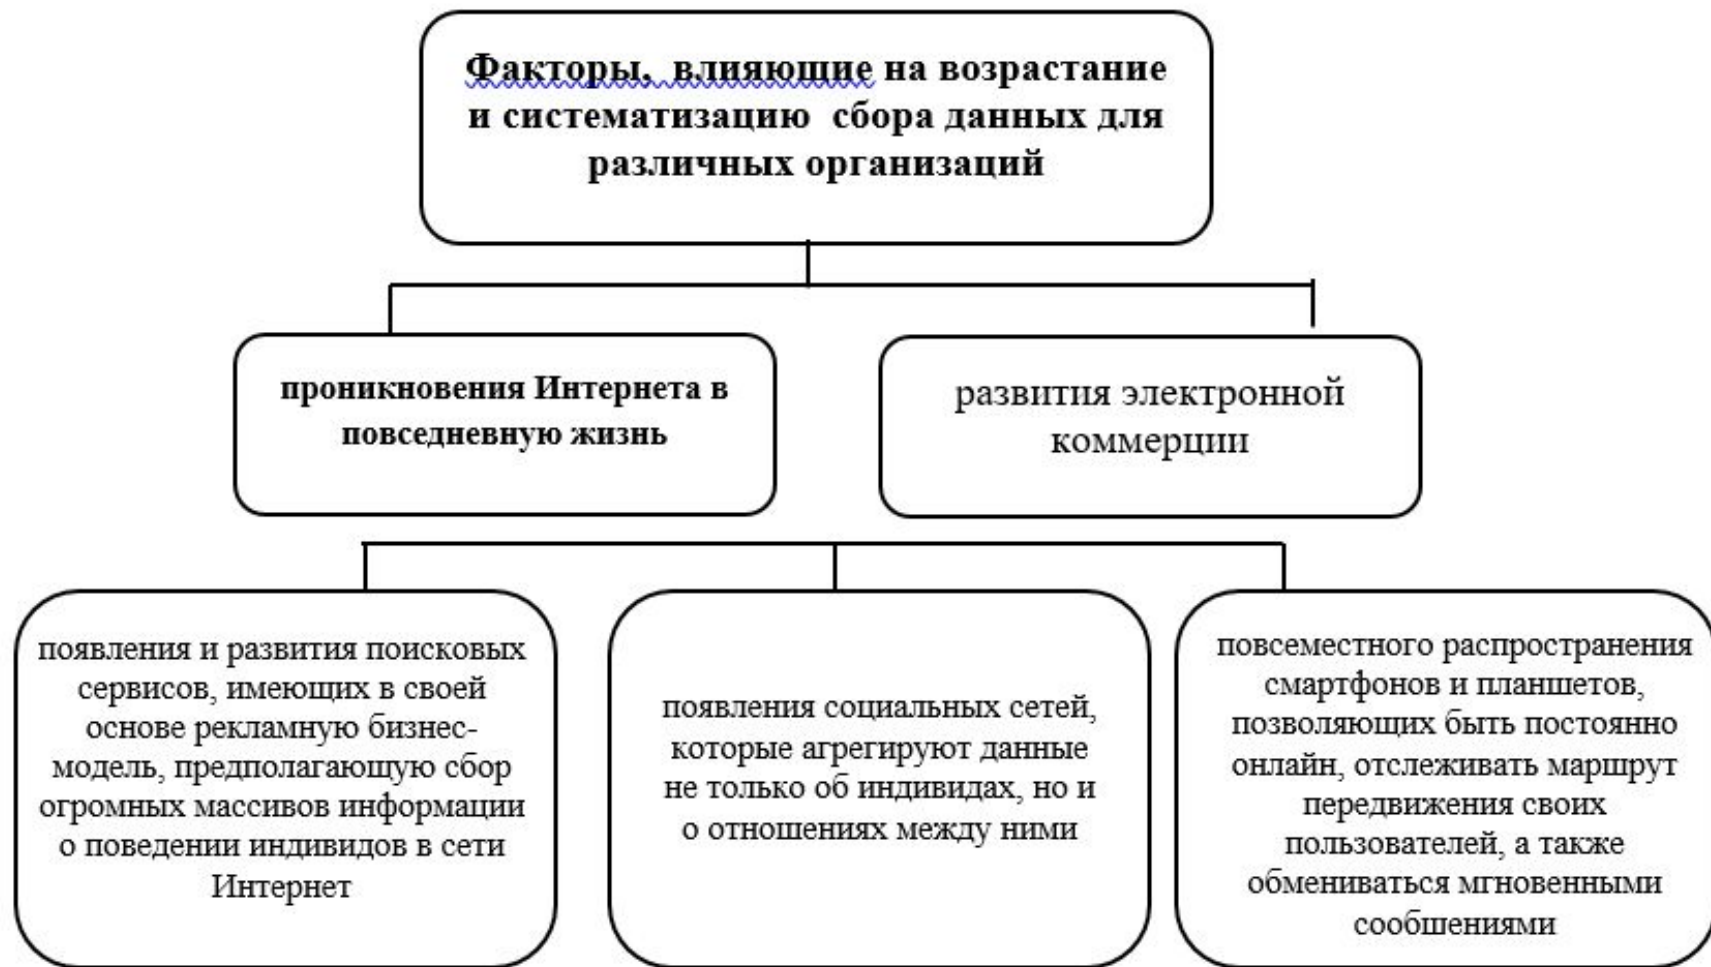 Факторы, влияющие на возрастание
и систематизацию сбора данных для
различных организаций
проникновения Интернета в
повседневную жизнь
развития электронной
коммерции
появления и развития поисковых
сервисов, имеющих в своей
основе рекламную бизнес-
модель, предполагающую сбор
огромных массивов информации
о поведении индивидов в сети
Интернет
появления социальных сетей,
которые агрегируют данные
не только об индивидах, но и
о отношениях между ними
повсеместного распространения
смартфонов и планшетов,
позволяющих быть постоянно
онлайн, отслеживать маршрут
передвижения своих
пользователей, а также
обмениваться мгновенными
сообщениями